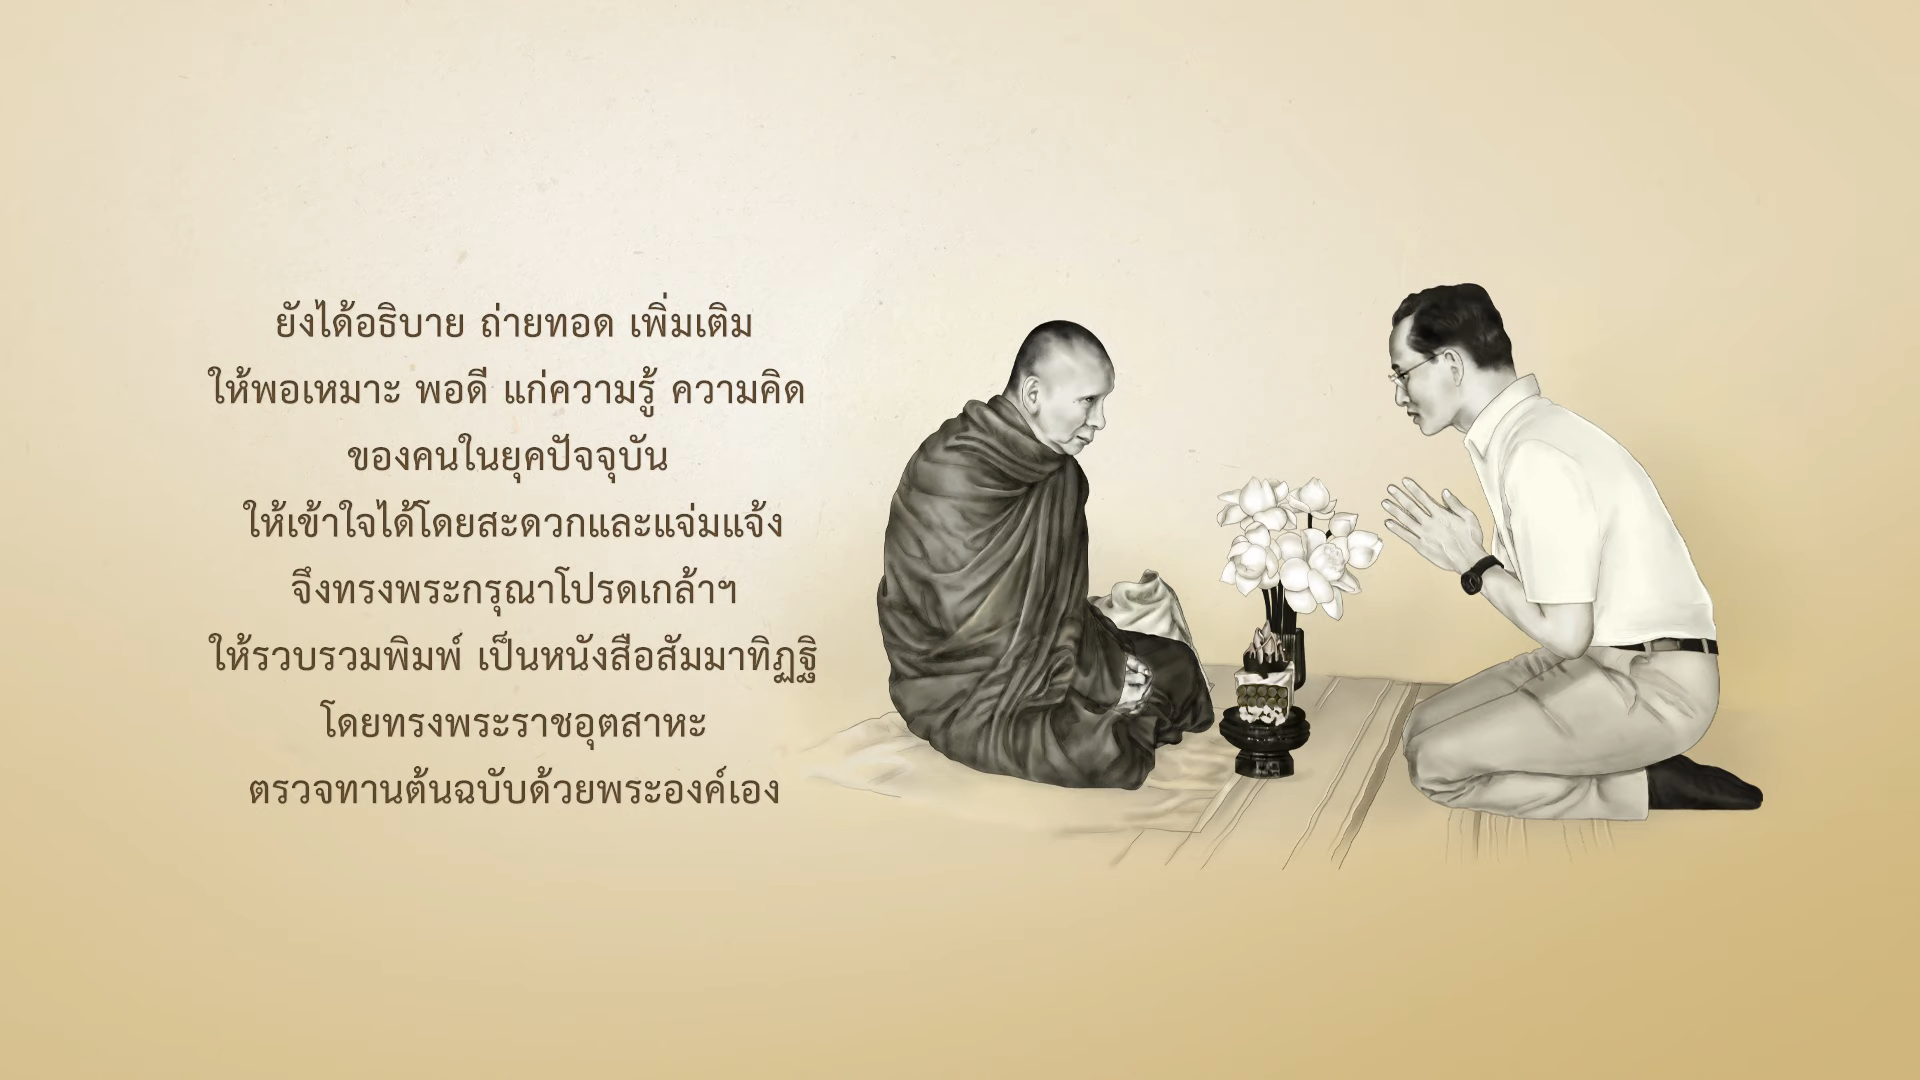 ยังได้อธิบาย ถ่ายทอด เพิ่มเติม
ให้พอเหมาะ พอดี แก่ความรู้ ความคิด
ของคนในยุคปัจจุบัน
ให้เข้าใจได้โดยสะดวกและแจ่มแจ้ง
จึงทรงพระกรุณาโปรดเกล้าฯ
ให้รวบรวมพิมพ์ เป็นหนังสือสัมมาทิฏฐิ
โดยทรงพระราชอุตสาหะ
ตรวจทานต้นฉบับด้วยพระองค์เอง